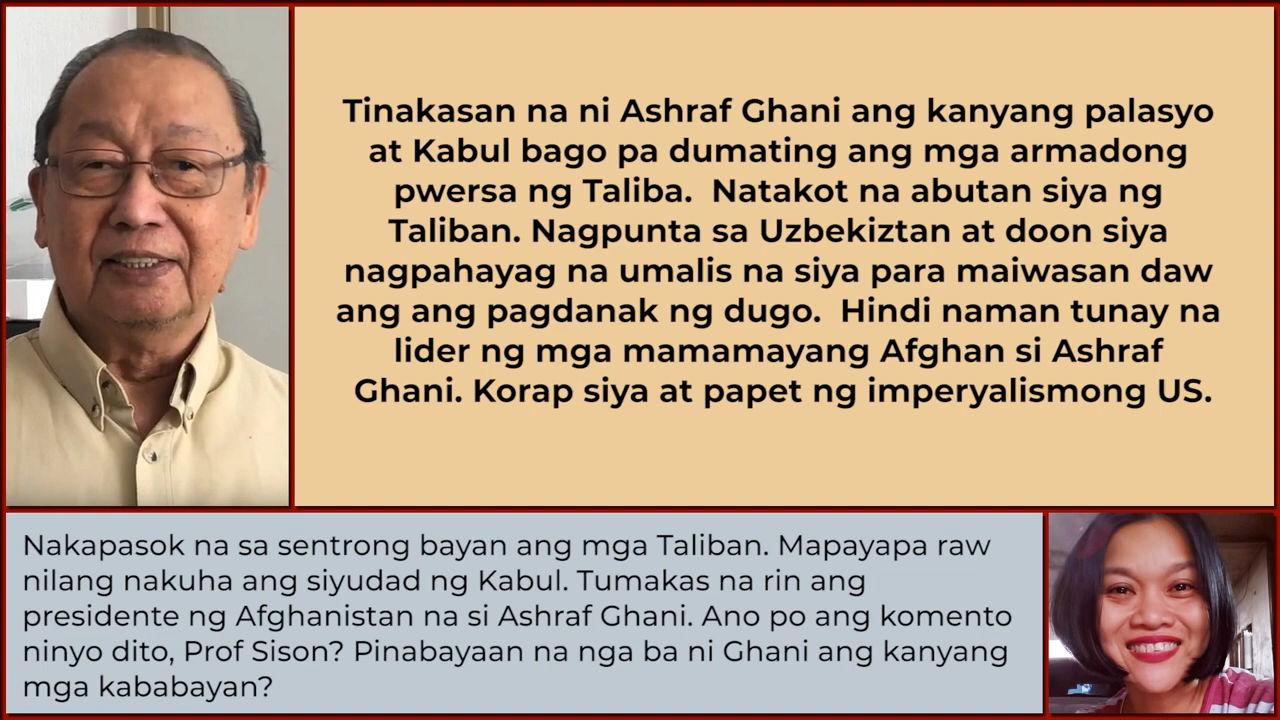 Tinakasan na ni Ashraf Ghani ang kanyang palasyo
at Kabul bago pa dumating ang mga armadong
pwersa ng Taliba.  Natakot na abutan siya ng
Taliban. Nagpunta sa Uzbekiztan at doon siya
nagpahayag na umalis na siya para maiwasan daw
ang ang pagdanak ng dugo.  Hindi naman tunay na
lider ng mga mamamayang Afghan si Ashraf
Ghani. Korap siya at papet ng imperyalismong US.
Nakapasok na sa sentrong bayan ang mga Taliban. Mapayapa raw
nilang nakuha ang siyudad ng Kabul. Tumakas na rin ang
presidente ng Afghanistan na si Ashraf Ghani. Ano po ang komento
ninyo dito, Prof Sison? Pinabayaan na nga ba ni Ghani ang kanyang
mga kababayan?